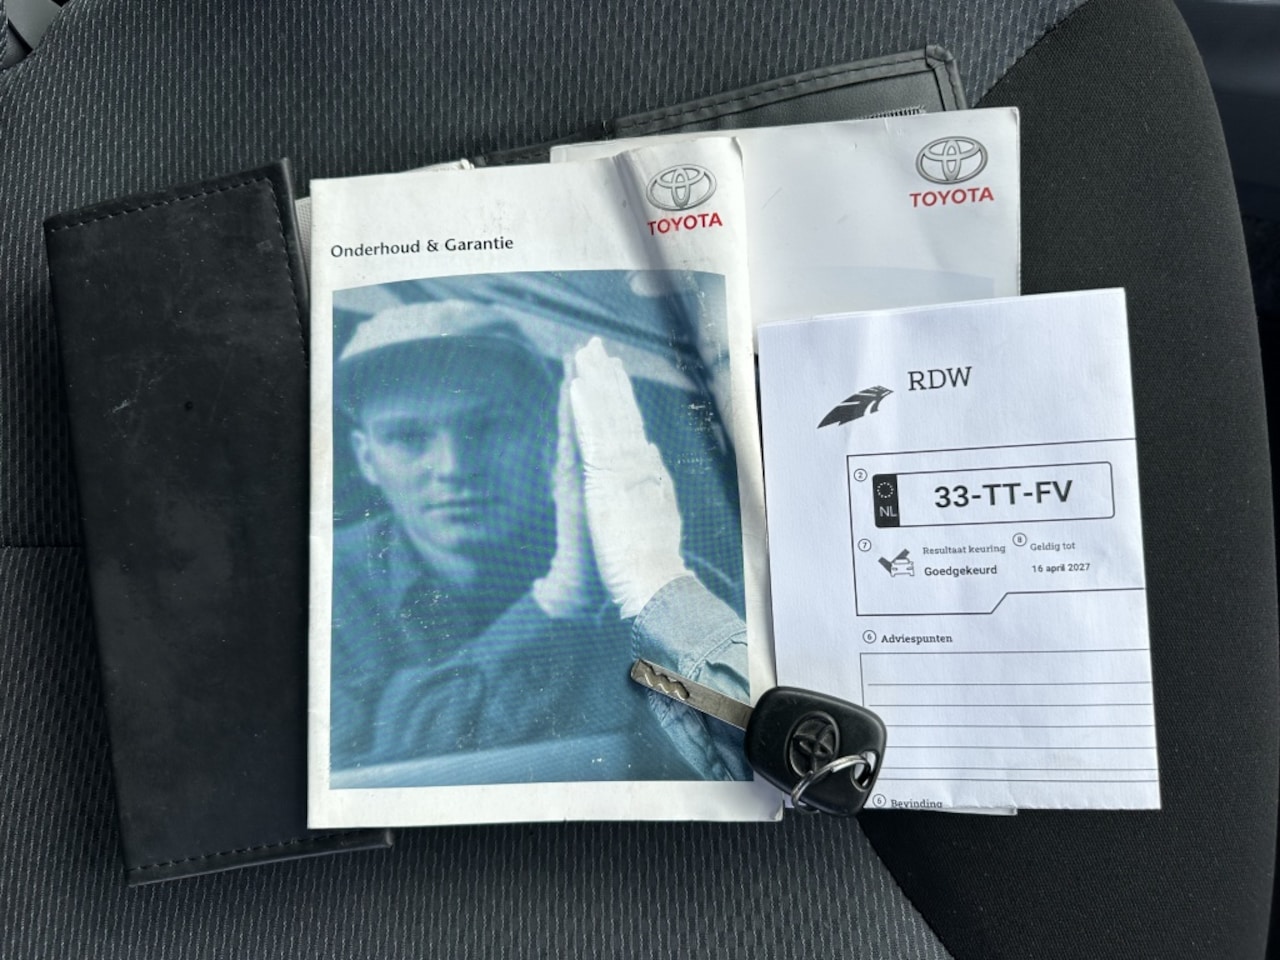 TOYOTA
Onderhoud & Garantie
TOYOTA
RDW
2
NL
33-TT-FV
7
Resultaat keuring
Goedgekeurd
8
Geldig tot
16 april 2027
6 Adviespunten
6 Bevinding